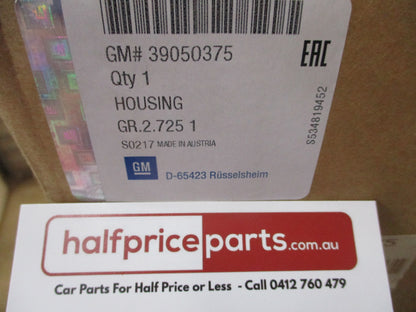 GM# 39050375
Qty 1
HOUSING
GR.2.725 1
S0217 MADE IN AUSTRIA
GM D-65423 Rüsselsheim
EAC
S534819452
halfpriceparts.com.au
Car Parts For Half Price or Less - Call 0412 760 479